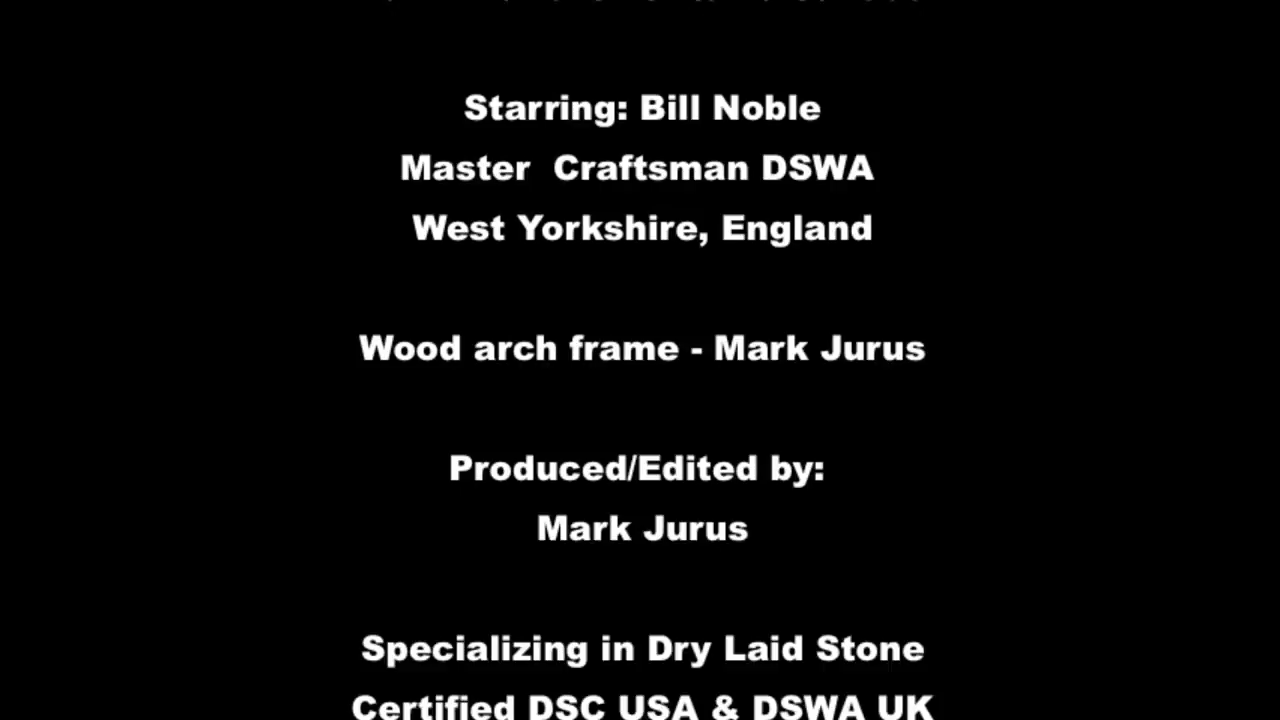 Starring: Bill Noble
Master  Craftsman DSWA
West Yorkshire, England
Wood arch frame - Mark Jurus
Produced/Edited by:
Mark Jurus
Specializing in Dry Laid Stone
Certified DSC USA & DSWA UK